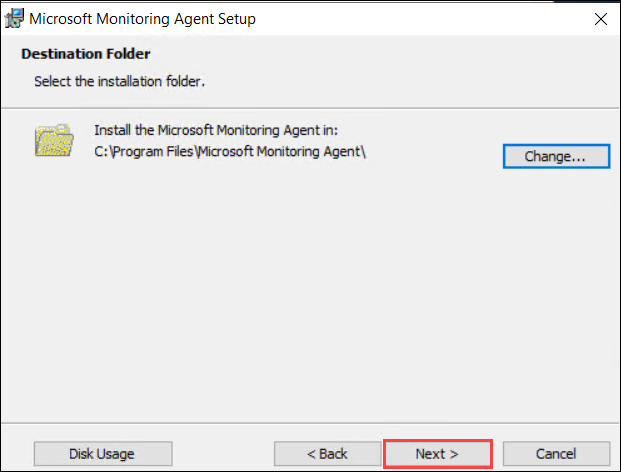 Microsoft Monitoring Agent Setup
Destination Folder
Select the installation folder.
Install the Microsoft Monitoring Agent in:
C:\Program Files\Microsoft Monitoring Agent\
Change...
Disk Usage
< Back
Next >
Cancel